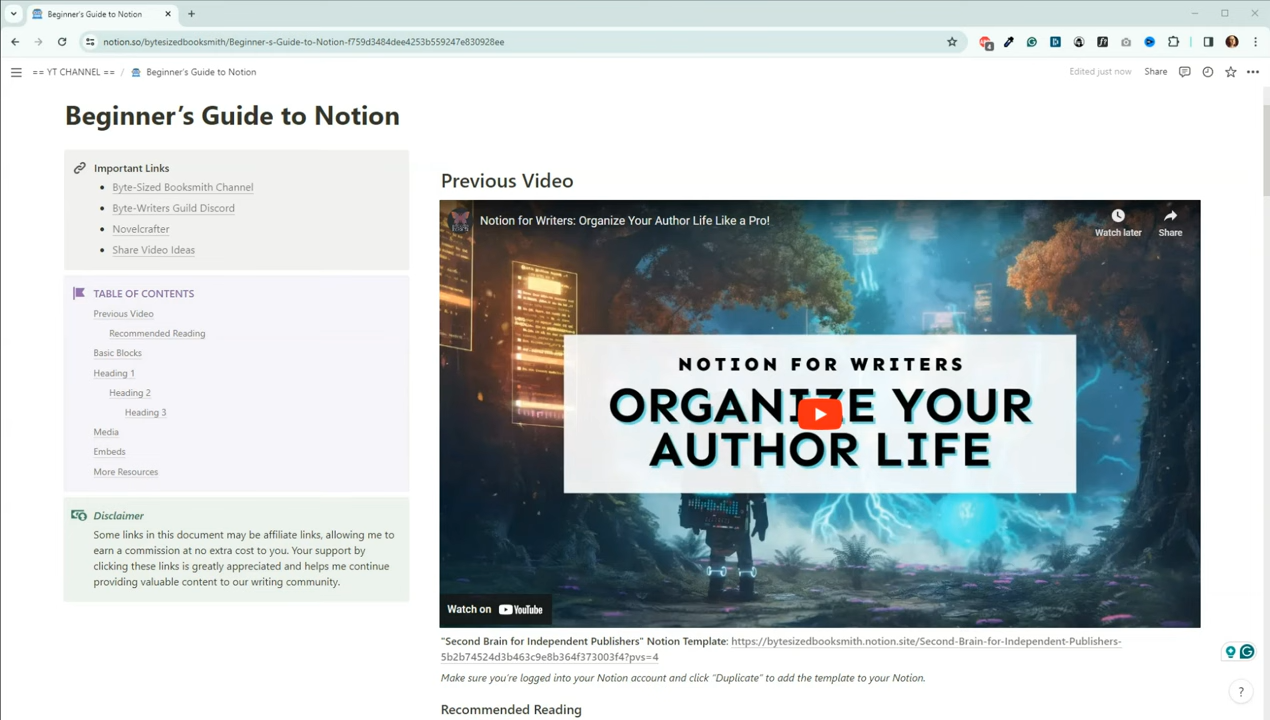 Beginner's Guide to Notion
notion.so/bytesizedbooksmith/Beginner-s-Guide-to-Notion-f759d3484dee4253b559247e830928ee
== YT CHANNEL == / Beginner's Guide to Notion
Edited just now
Share
Beginner’s Guide to Notion
Important Links
• Byte-Sized Booksmith Channel
• Byte-Writers Guild Discord
• Novelcrafter
• Share Video Ideas
TABLE OF CONTENTS
Previous Video
Recommended Reading
Basic Blocks
Heading 1
Heading 2
Heading 3
Media
Embeds
More Resources
Disclaimer
Some links in this document may be affiliate links, allowing me to
earn a commission at no extra cost to you. Your support by
clicking these links is greatly appreciated and helps me continue
providing valuable content to our writing community.
Previous Video
Notion for Writers: Organize Your Author Life Like a Pro!
Watch later
Share
NOTION FOR WRITERS
ORGANIZE YOUR
AUTHOR LIFE
Watch on YouTube
"Second Brain for Independent Publishers" Notion Template: https://bytesizedbooksmith.notion.site/Second-Brain-for-Independent-Publishers-
5b2b74524d3b463c9e8b364f373003f4?pvs=4
Make sure you're logged into your Notion account and click "Duplicate" to add the template to your Notion.
Recommended Reading